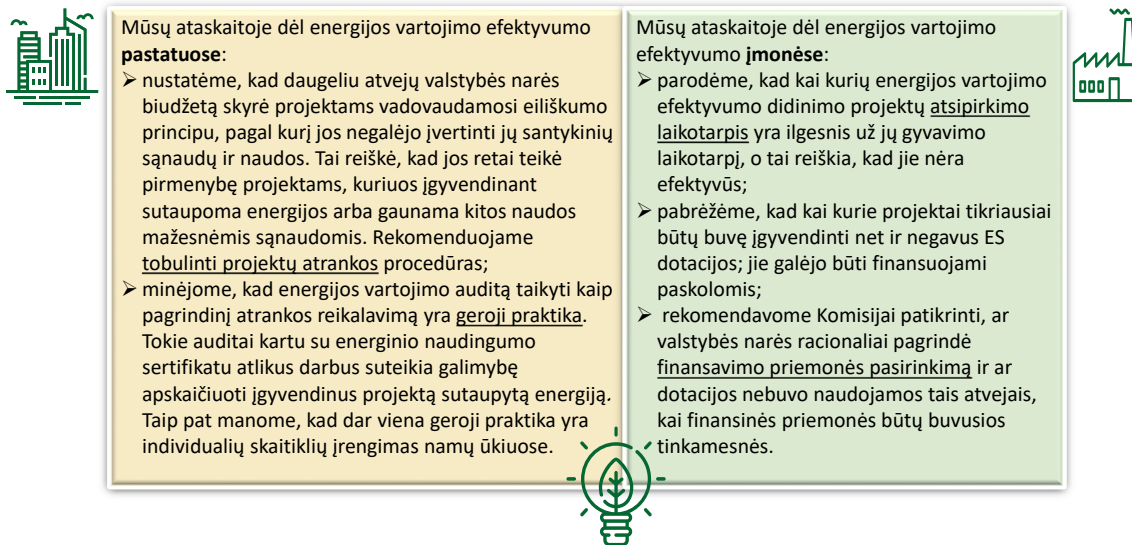 Mūsų ataskaitoje dėl energijos vartojimo efektyvumo
pastatuose:
➢ nustatėme, kad daugeliu atvejų valstybės narės
biudžetą skyrė projektams vadovaudamosi eiliškumo
principu, pagal kurį jos negalėjo įvertinti jų santykinių
sąnaudų ir naudos. Tai reiškė, kad jos retai teikė
pirmenybę projektams, kuriuos įgyvendinant
sutaupoma energijos arba gaunama kitos naudos
mažesnėmis sąnaudomis. Rekomenduojame
tobulinti projektų atrankos procedūras;
➢ minėjome, kad energijos vartojimo auditą taikyti kaip
pagrindinį atrankos reikalavimą yra geroji praktika.
Tokie auditai kartu su energinio naudingumo
sertifikatu atlikus darbus suteikia galimybę
apskaičiuoti įgyvendinus projektą sutaupytą energiją.
Taip pat manome, kad dar viena geroji praktika yra
individualių skaitiklių įrengimas namų ūkiuose.
Mūsų ataskaitoje dėl energijos vartojimo
efektyvumo įmonėse:
➢ parodėme, kad kai kurių energijos vartojimo
efektyvumo didinimo projektų atsipirkimo
laikotarpis yra ilgesnis už jų gyvavimo
laikotarpį, o tai reiškia, kad jie nėra
efektyvūs;
➢ pabrėžėme, kad kai kurie projektai tikriausiai
būtų buvę įgyvendinti net ir negavus ES
dotacijos; jie galėjo būti finansuojami
paskolomis;
➢ rekomendavome Komisijai patikrinti, ar
valstybės narės racionaliai pagrindė
finansavimo priemonės pasirinkimą ir ar
dotacijos nebuvo naudojamos tais atvejais,
kai finansinės priemonės būtų buvusios
tinkamesnės.